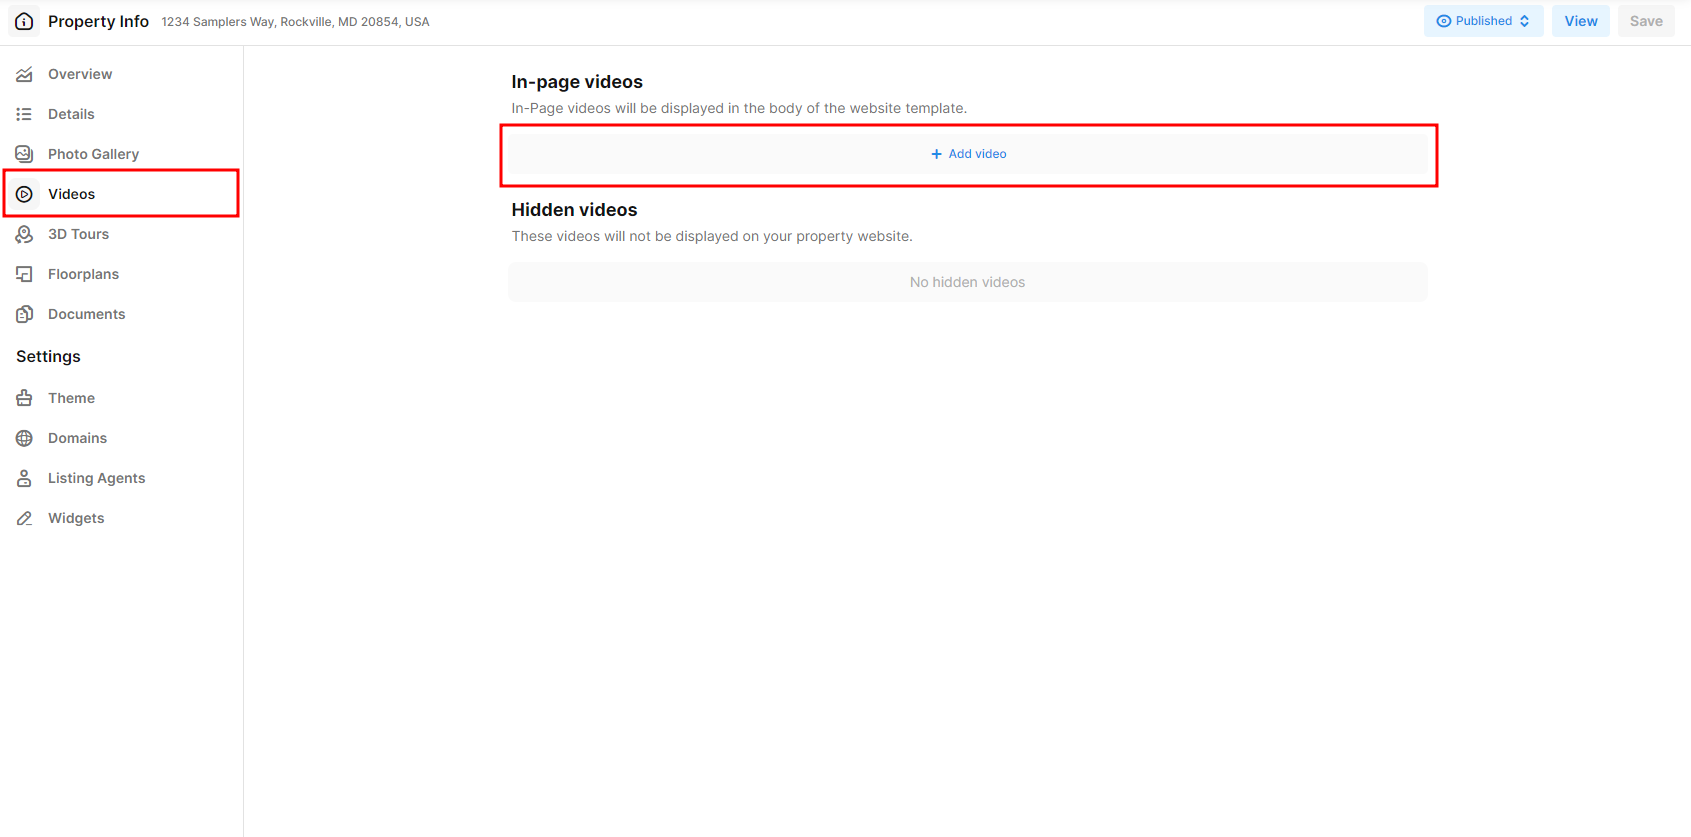 Property Info 1234 Samplers Way, Rockville, MD 20854, USA
Published View Save
Overview
Details
Photo Gallery
Videos
3D Tours
Floorplans
Documents
Settings
Theme
Domains
Listing Agents
Widgets
In-page videos
In-Page videos will be displayed in the body of the website template.
+ Add video
Hidden videos
These videos will not be displayed on your property website.
No hidden videos